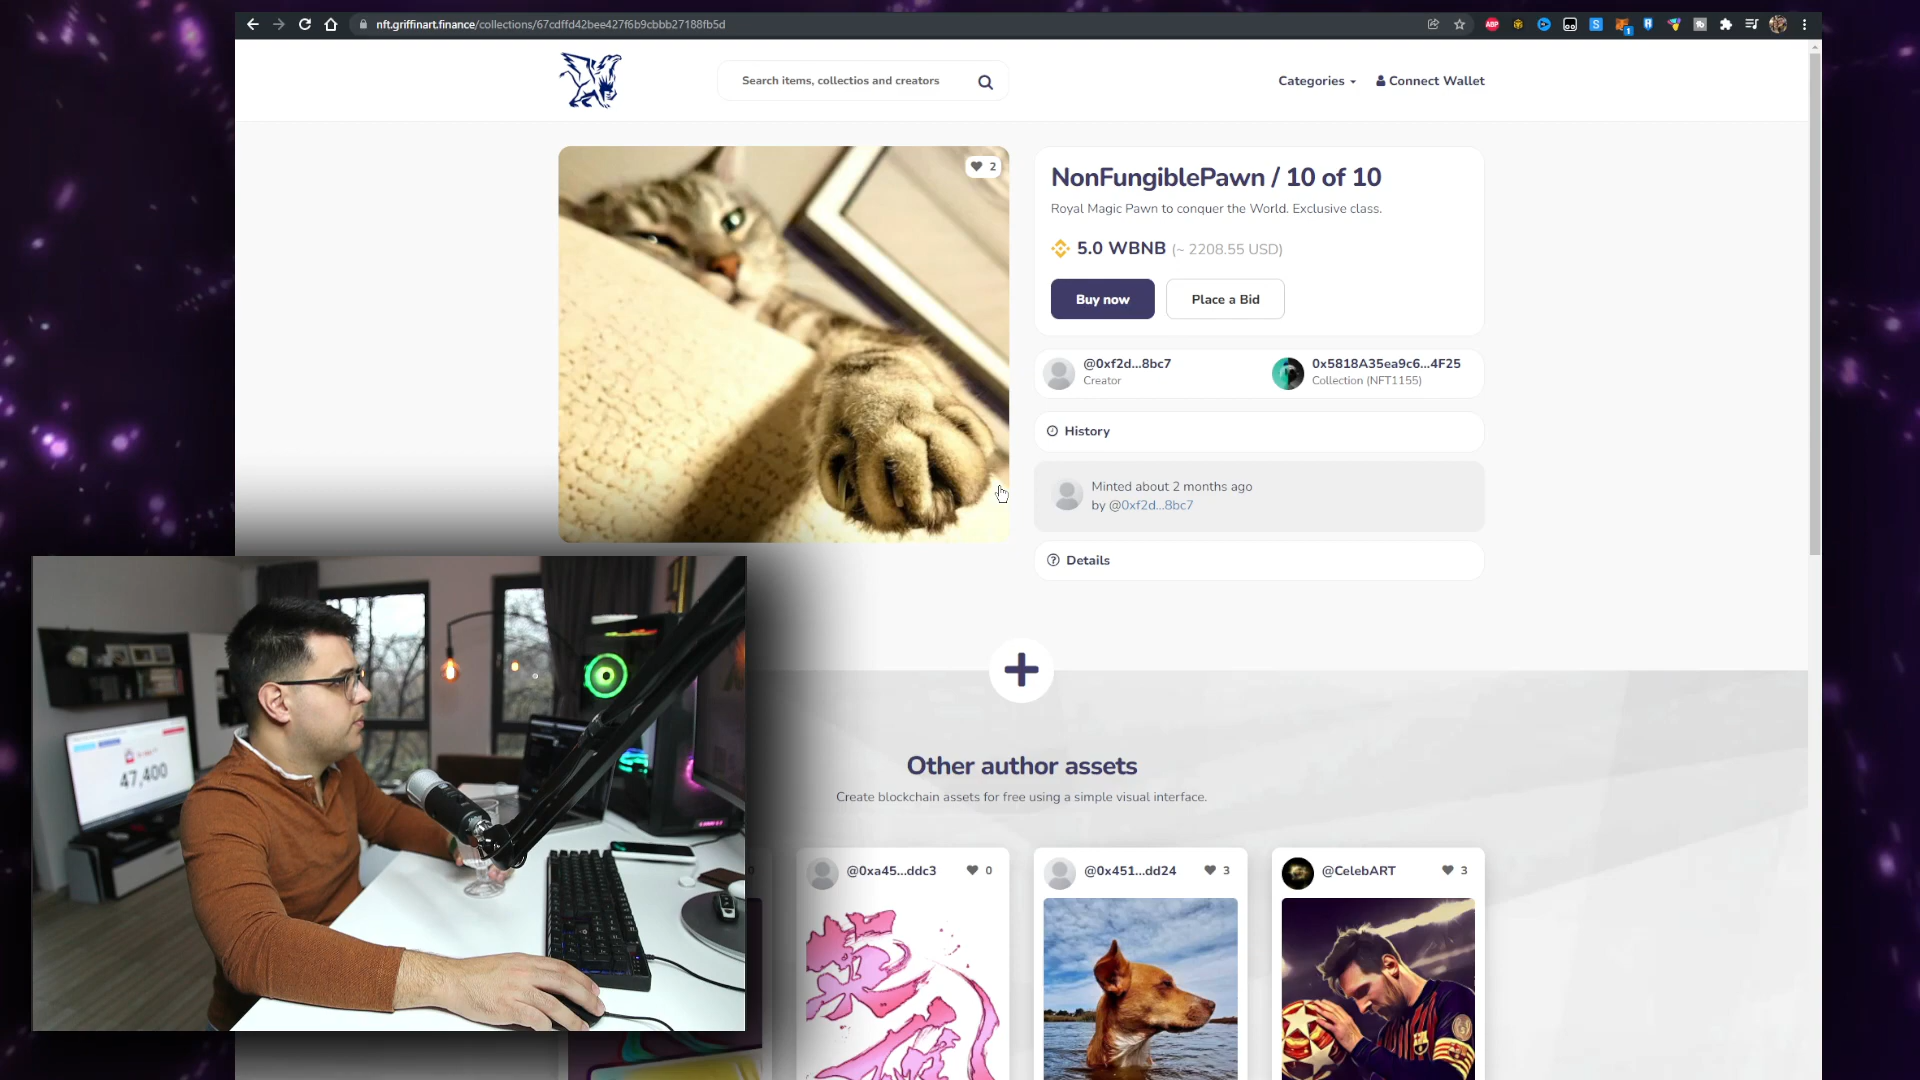 nft.griffinart.finance/collections/67cdffd42bee427f6b9cbbb27188fb5d
ABP
Search items, collectios and creators
Categories
Connect Wallet
2
NonFungiblePawn / 10 of 10
Royal Magic Pawn to conquer the World. Exclusive class.
5.0 WBNB (~ 2208.55 USD)
Buy now
Place a Bid
@0xf2d...8bc7
Creator
0x5818A35ea9c6...4F25
Collection (NFT1155)
History
Minted about 2 months ago
by @0xf2d...8bc7
Details
47,400
Other author assets
Create blockchain assets for free using a simple visual interface.
@0xa45...ddc3
0
@0x451...dd24
3
@CelebART
3